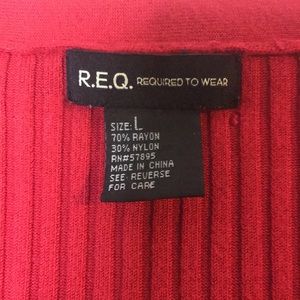 R.E.Q. REQUIRED TO WEAR
SIZE: L
70% RAYON
30% NYLON
RN#57895
MADE IN CHINA
SEE REVERSE
FOR CARE